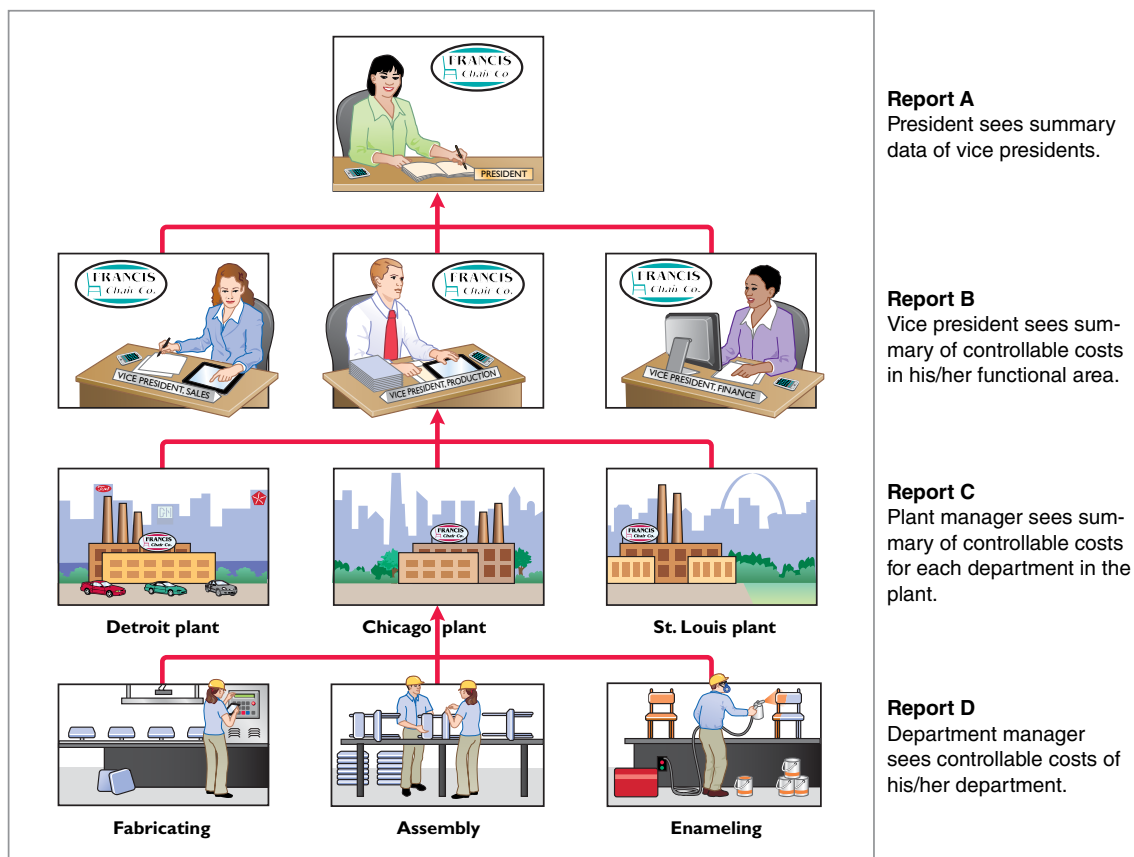 FRANCIS
Chair Co.
PRESIDENT
Report A
President sees summary
data of vice presidents.
FRANCIS
Chair Co.
VICE PRESIDENT, SALES
FRANCIS
Chair Co.
VICE PRESIDENT, PRODUCTION
FRANCIS
Chair Co.
VICE PRESIDENT, FINANCE
Report B
Vice president sees sum-
mary of controllable costs
in his/her functional area.
FRANCIS
Chair Co.
Detroit plant
FRANCIS
Chair Co.
Chicago plant
FRANCIS
Chair Co.
St. Louis plant
Report C
Plant manager sees sum-
mary of controllable costs
for each department in the
plant.
Fabricating
Assembly
Enameling
Report D
Department manager
sees controllable costs of
his/her department.